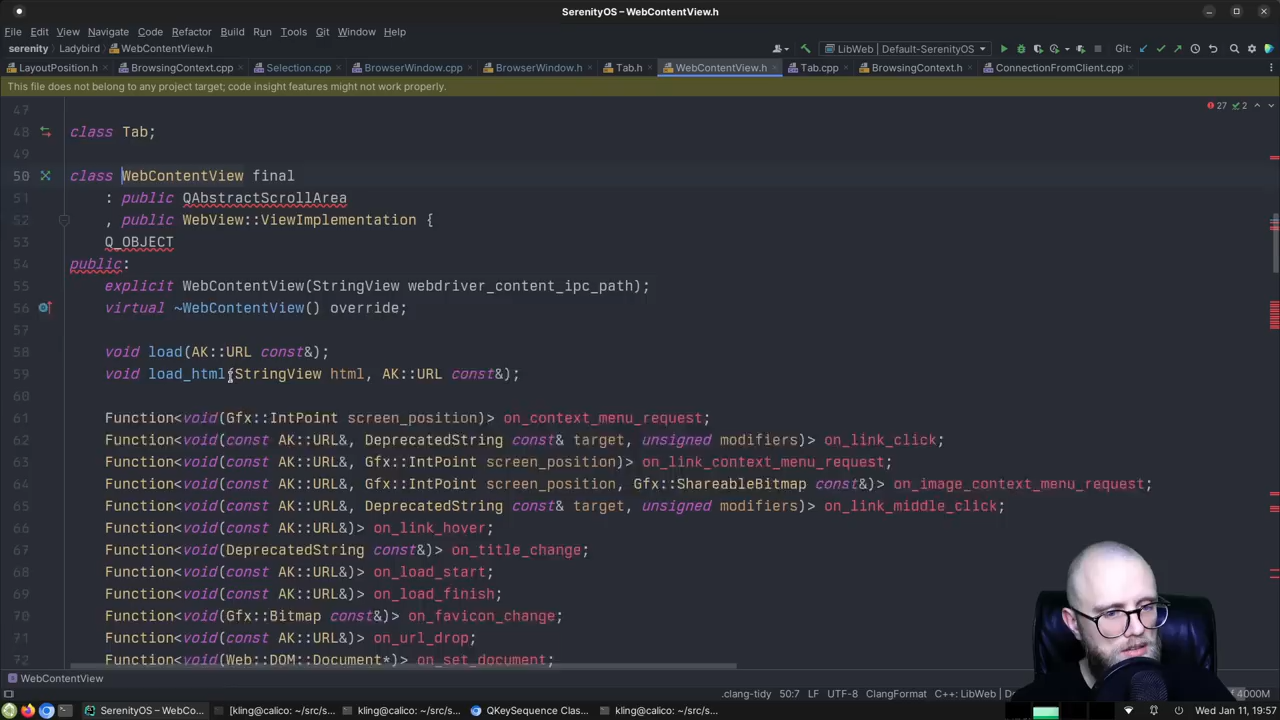 SerenityOS – WebContentView.h
File Edit View Navigate Code Refactor Build Run Tools Git Window Help
serenity Ladybird WebContentView.h LibWeb | Default-SerenityOS Git:
LayoutPosition.h BrowsingContext.cpp Selection.cpp BrowserWindow.cpp BrowserWindow.h Tab.h WebContentView.h Tab.cpp BrowsingContext.h ConnectionFromClient.cpp
This file does not belong to any project target; code insight features might not work properly.
47 27 2
48 class Tab;
49
50 class WebContentView final
51 : public QAbstractScrollArea
52 , public WebView::ViewImplementation {
53 Q_OBJECT
54 public:
55 explicit WebContentView(StringView webdriver_content_ipc_path);
56 virtual ~WebContentView() override;
57
58 void load(AK::URL const&);
59 void load_html(StringView html, AK::URL const&);
60
61 Function<void(Gfx::IntPoint screen_position)> on_context_menu_request;
62 Function<void(const AK::URL&, DeprecatedString const& target, unsigned modifiers)> on_link_click;
63 Function<void(const AK::URL&, Gfx::IntPoint screen_position)> on_link_context_menu_request;
64 Function<void(const AK::URL&, Gfx::IntPoint screen_position, Gfx::ShareableBitmap const&)> on_image_context_menu_request;
65 Function<void(const AK::URL&, DeprecatedString const& target, unsigned modifiers)> on_link_middle_click;
66 Function<void(const AK::URL&)> on_link_hover;
67 Function<void(DeprecatedString const&)> on_title_change;
68 Function<void(const AK::URL&)> on_load_start;
69 Function<void(const AK::URL&)> on_load_finish;
70 Function<void(Gfx::Bitmap const&)> on_favicon_change;
71 Function<void(const AK::URL&)> on_url_drop;
72 Function<void(Web::DOM::Document*)> on_set_document;
WebContentView
.clang-tidy 50:7 LF UTF-8 ClangFormat C++: LibWeb | of 4000M
SerenityOS – WebCo... [kling@calico: ~/src/s... kling@calico: ~/src/s... QKeySequence Clas... kling@calico: ~/src/s... Wed Jan 11, 19:57